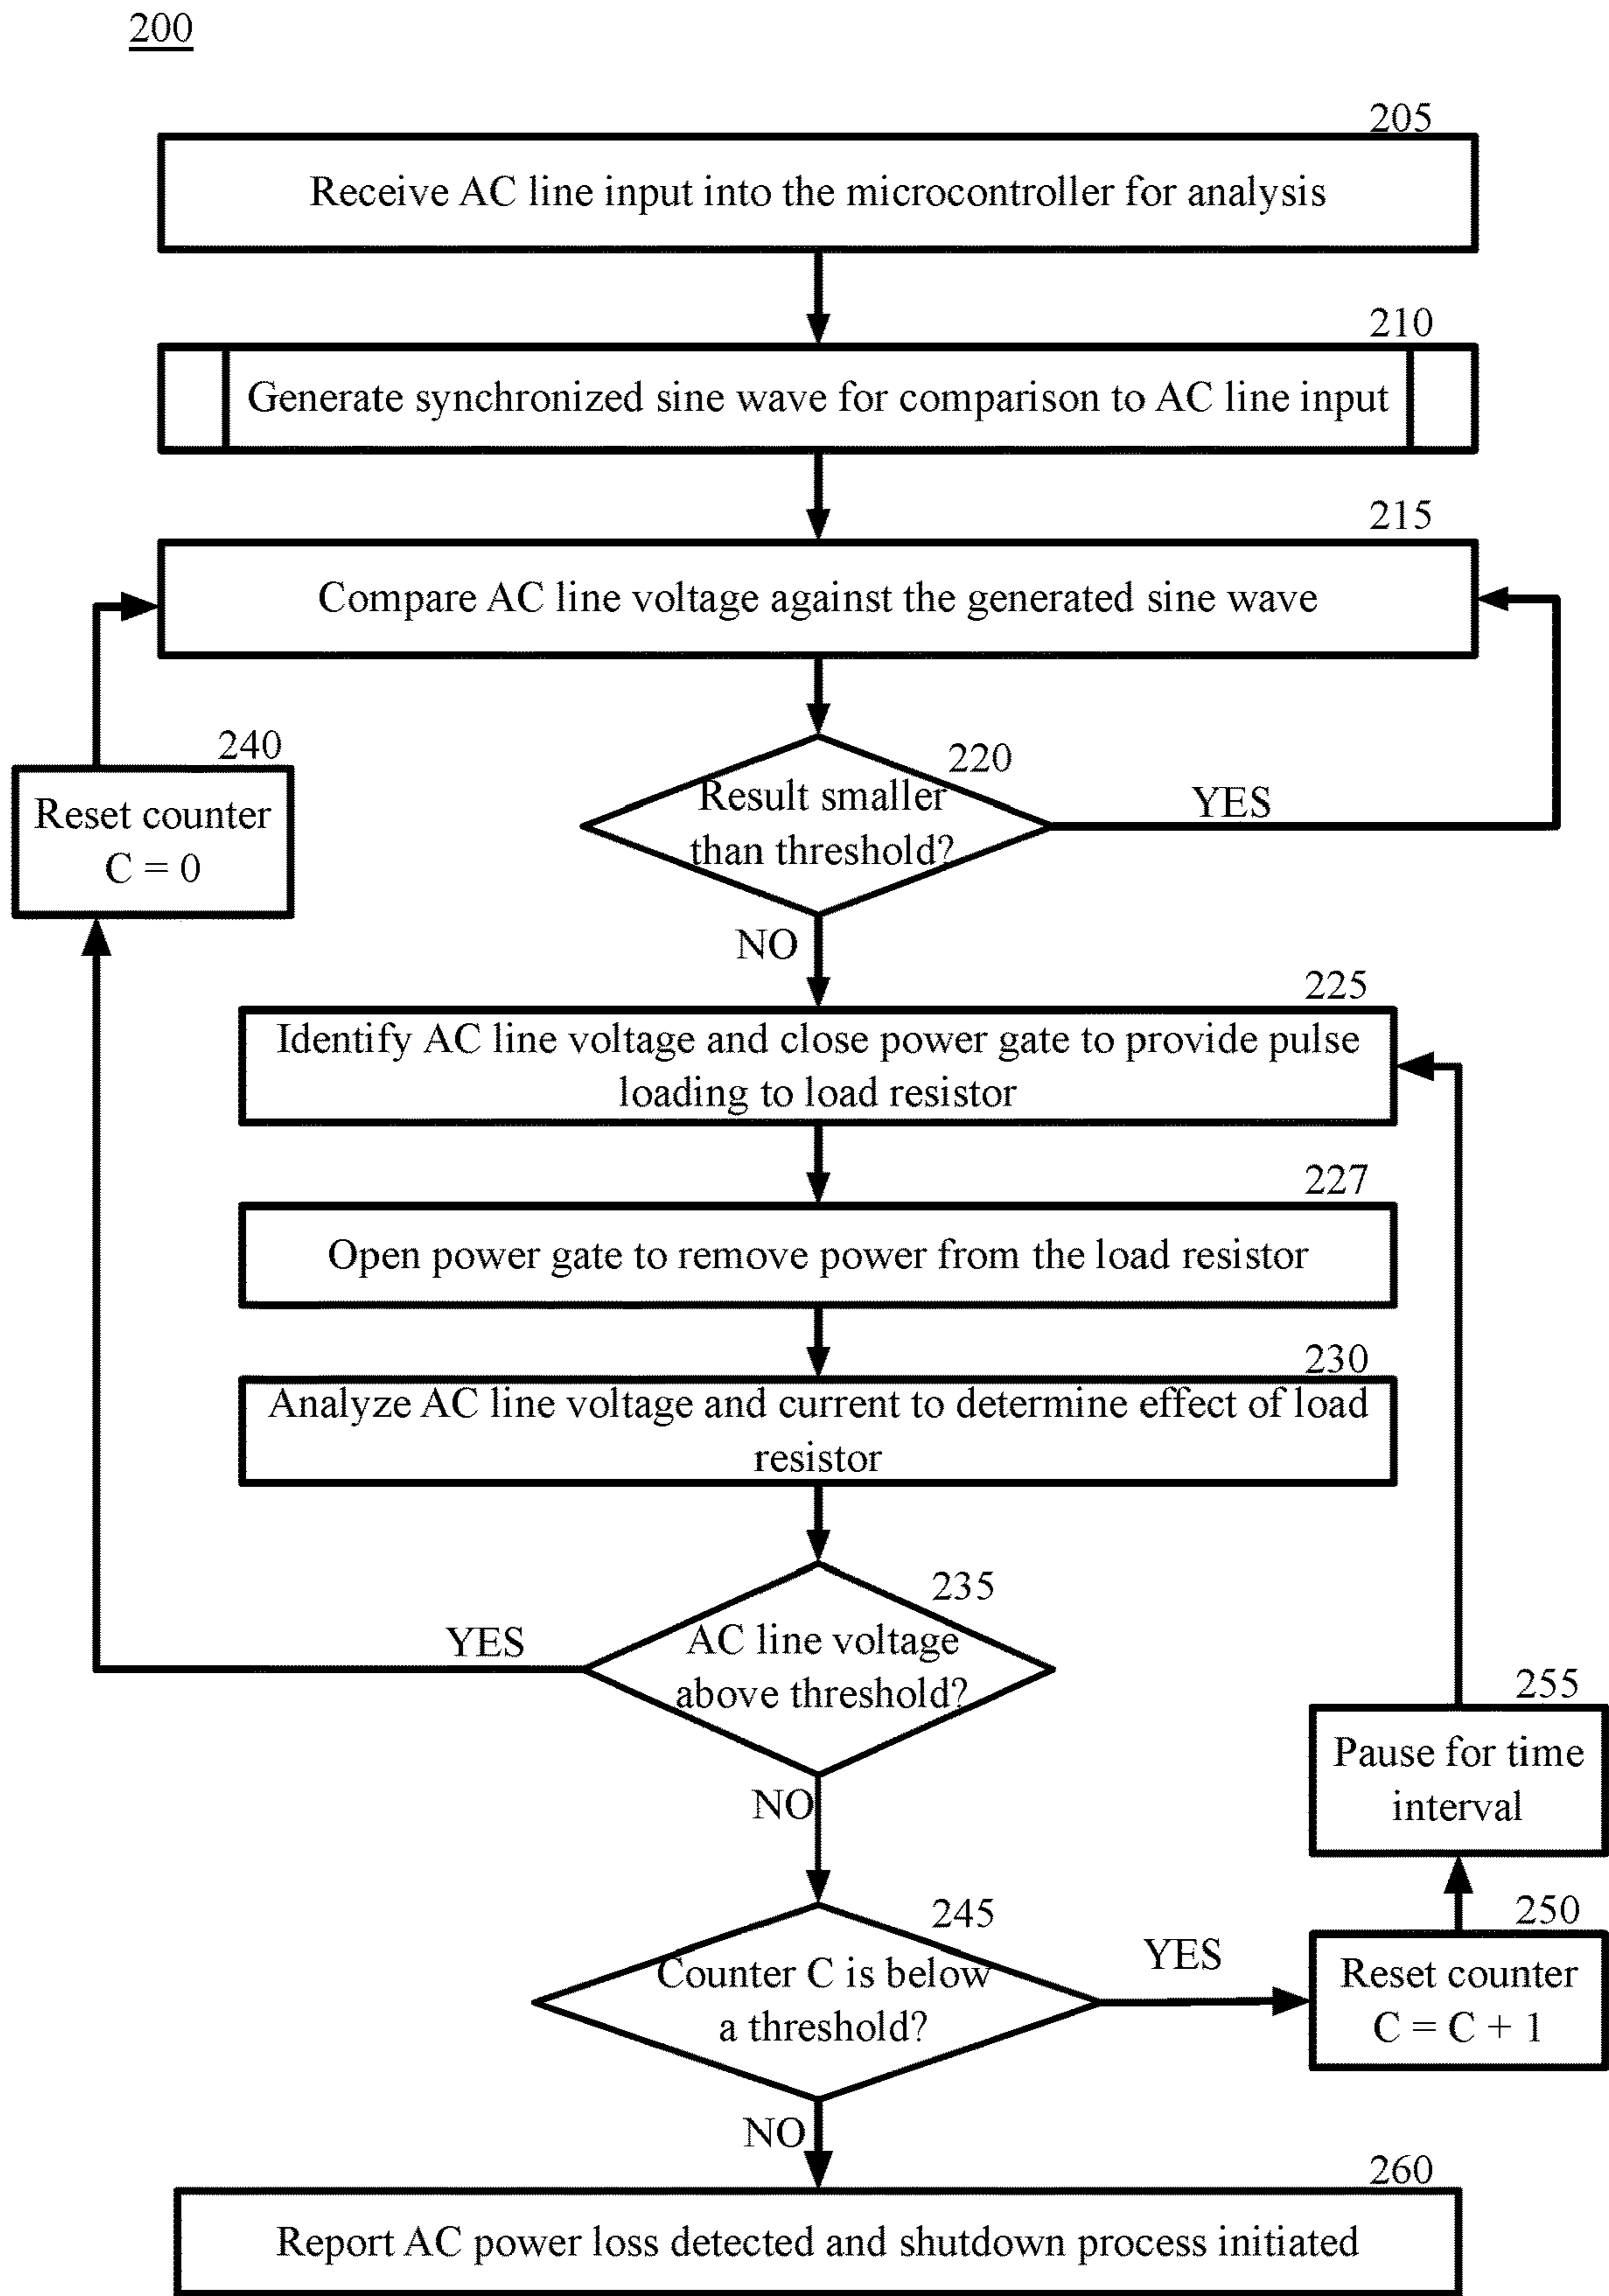 200
205
Receive AC line input into the microcontroller for analysis
210
Generate synchronized sine wave for comparison to AC line input
215
Compare AC line voltage against the generated sine wave
240
Reset counter
C = 0
220
Result smaller
than threshold?
YES
NO
225
Identify AC line voltage and close power gate to provide pulse
loading to load resistor
227
Open power gate to remove power from the load resistor
230
Analyze AC line voltage and current to determine effect of load
resistor
235
AC line voltage
above threshold?
YES
NO
255
Pause for time
interval
245
Counter C is below
a threshold?
YES
250
Reset counter
C = C + 1
NO
260
Report AC power loss detected and shutdown process initiated